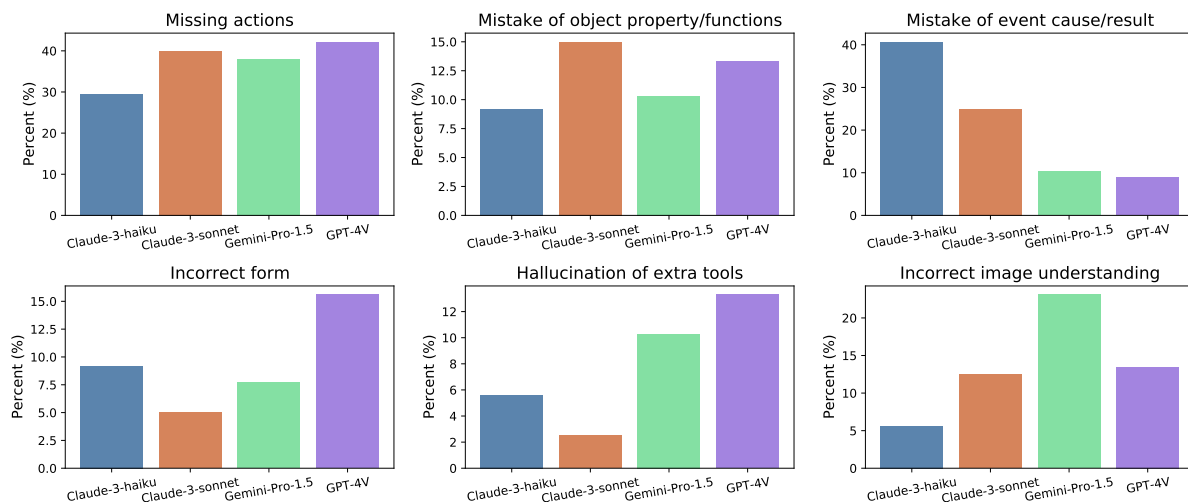 Missing actions
Percent (%)
40
30
20
10
0
Claude-3-haiku
Claude-3-sonnet
Gemini-Pro-1.5
GPT-4V
Mistake of object property/functions
Percent (%)
15.0
12.5
10.0
7.5
5.0
2.5
0.0
Claude-3-haiku
Claude-3-sonnet
Gemini-Pro-1.5
GPT-4V
Mistake of event cause/result
Percent (%)
40
30
20
10
0
Claude-3-haiku
Claude-3-sonnet
Gemini-Pro-1.5
GPT-4V
Incorrect form
Percent (%)
15.0
12.5
10.0
7.5
5.0
2.5
0.0
Claude-3-haiku
Claude-3-sonnet
Gemini-Pro-1.5
GPT-4V
Hallucination of extra tools
Percent (%)
12
10
8
6
4
2
0
Claude-3-haiku
Claude-3-sonnet
Gemini-Pro-1.5
GPT-4V
Incorrect image understanding
Percent (%)
20
15
10
5
0
Claude-3-haiku
Claude-3-sonnet
Gemini-Pro-1.5
GPT-4V